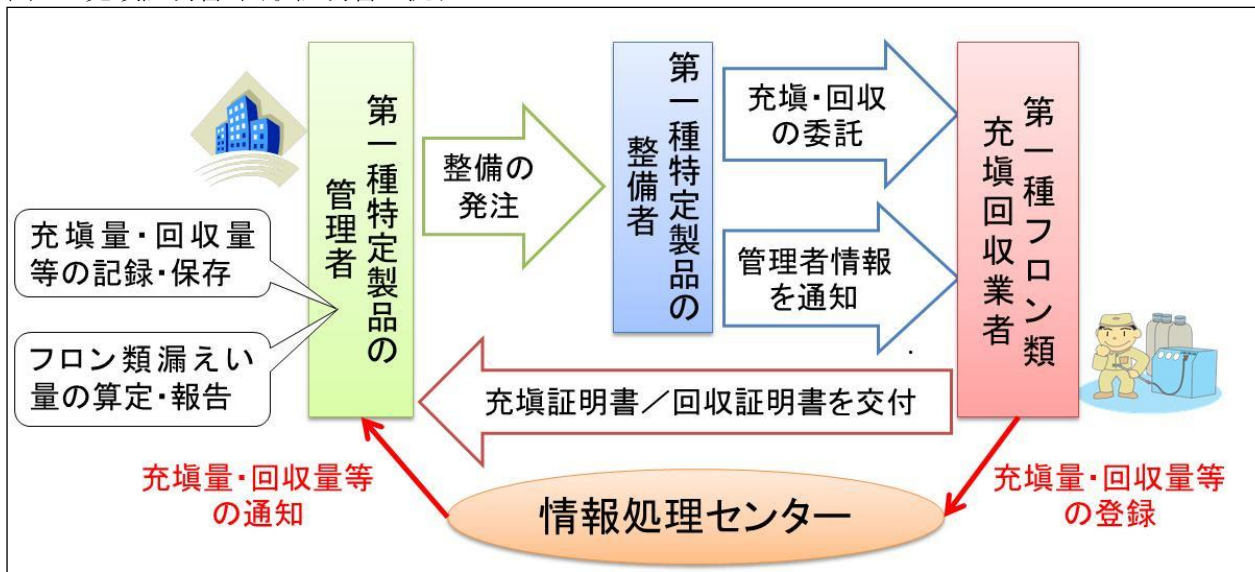 第一種特定製品の
管理者
充塡量・回収量
等の記録・保存
フロン類漏えい
量の算定・報告
整備の
発注
第一種特定製品の
整備者
充塡・回収
の委託
管理者情報
を通知
第一種フロン類
充塡回収業者
充塡証明書／回収証明書を交付
充塡量・回収量等
の通知
情報処理センター
充塡量・回収量等
の登録